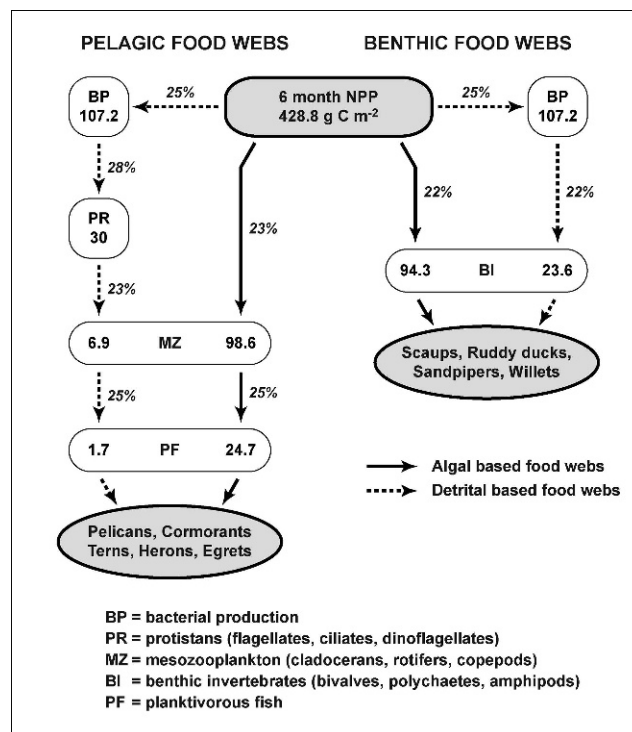 PELAGIC FOOD WEBS
BENTHIC FOOD WEBS
BP
107.2
25%
6 month NPP
428.8 g C m-2
25%
BP
107.2
28%
PR
30
23%
22%
22%
23%
94.3 BI 23.6
6.9 MZ 98.6
Scaups, Ruddy ducks,
Sandpipers, Willets
25%
25%
1.7 PF 24.7
Algal based food webs
Detrital based food webs
Pelicans, Cormorants
Terns, Herons, Egrets
BP = bacterial production
PR = protistans (flagellates, ciliates, dinoflagellates)
MZ = mesozooplankton (cladocerans, rotifers, copepods)
BI = benthic invertebrates (bivalves, polychaetes, amphipods)
PF = planktivorous fish